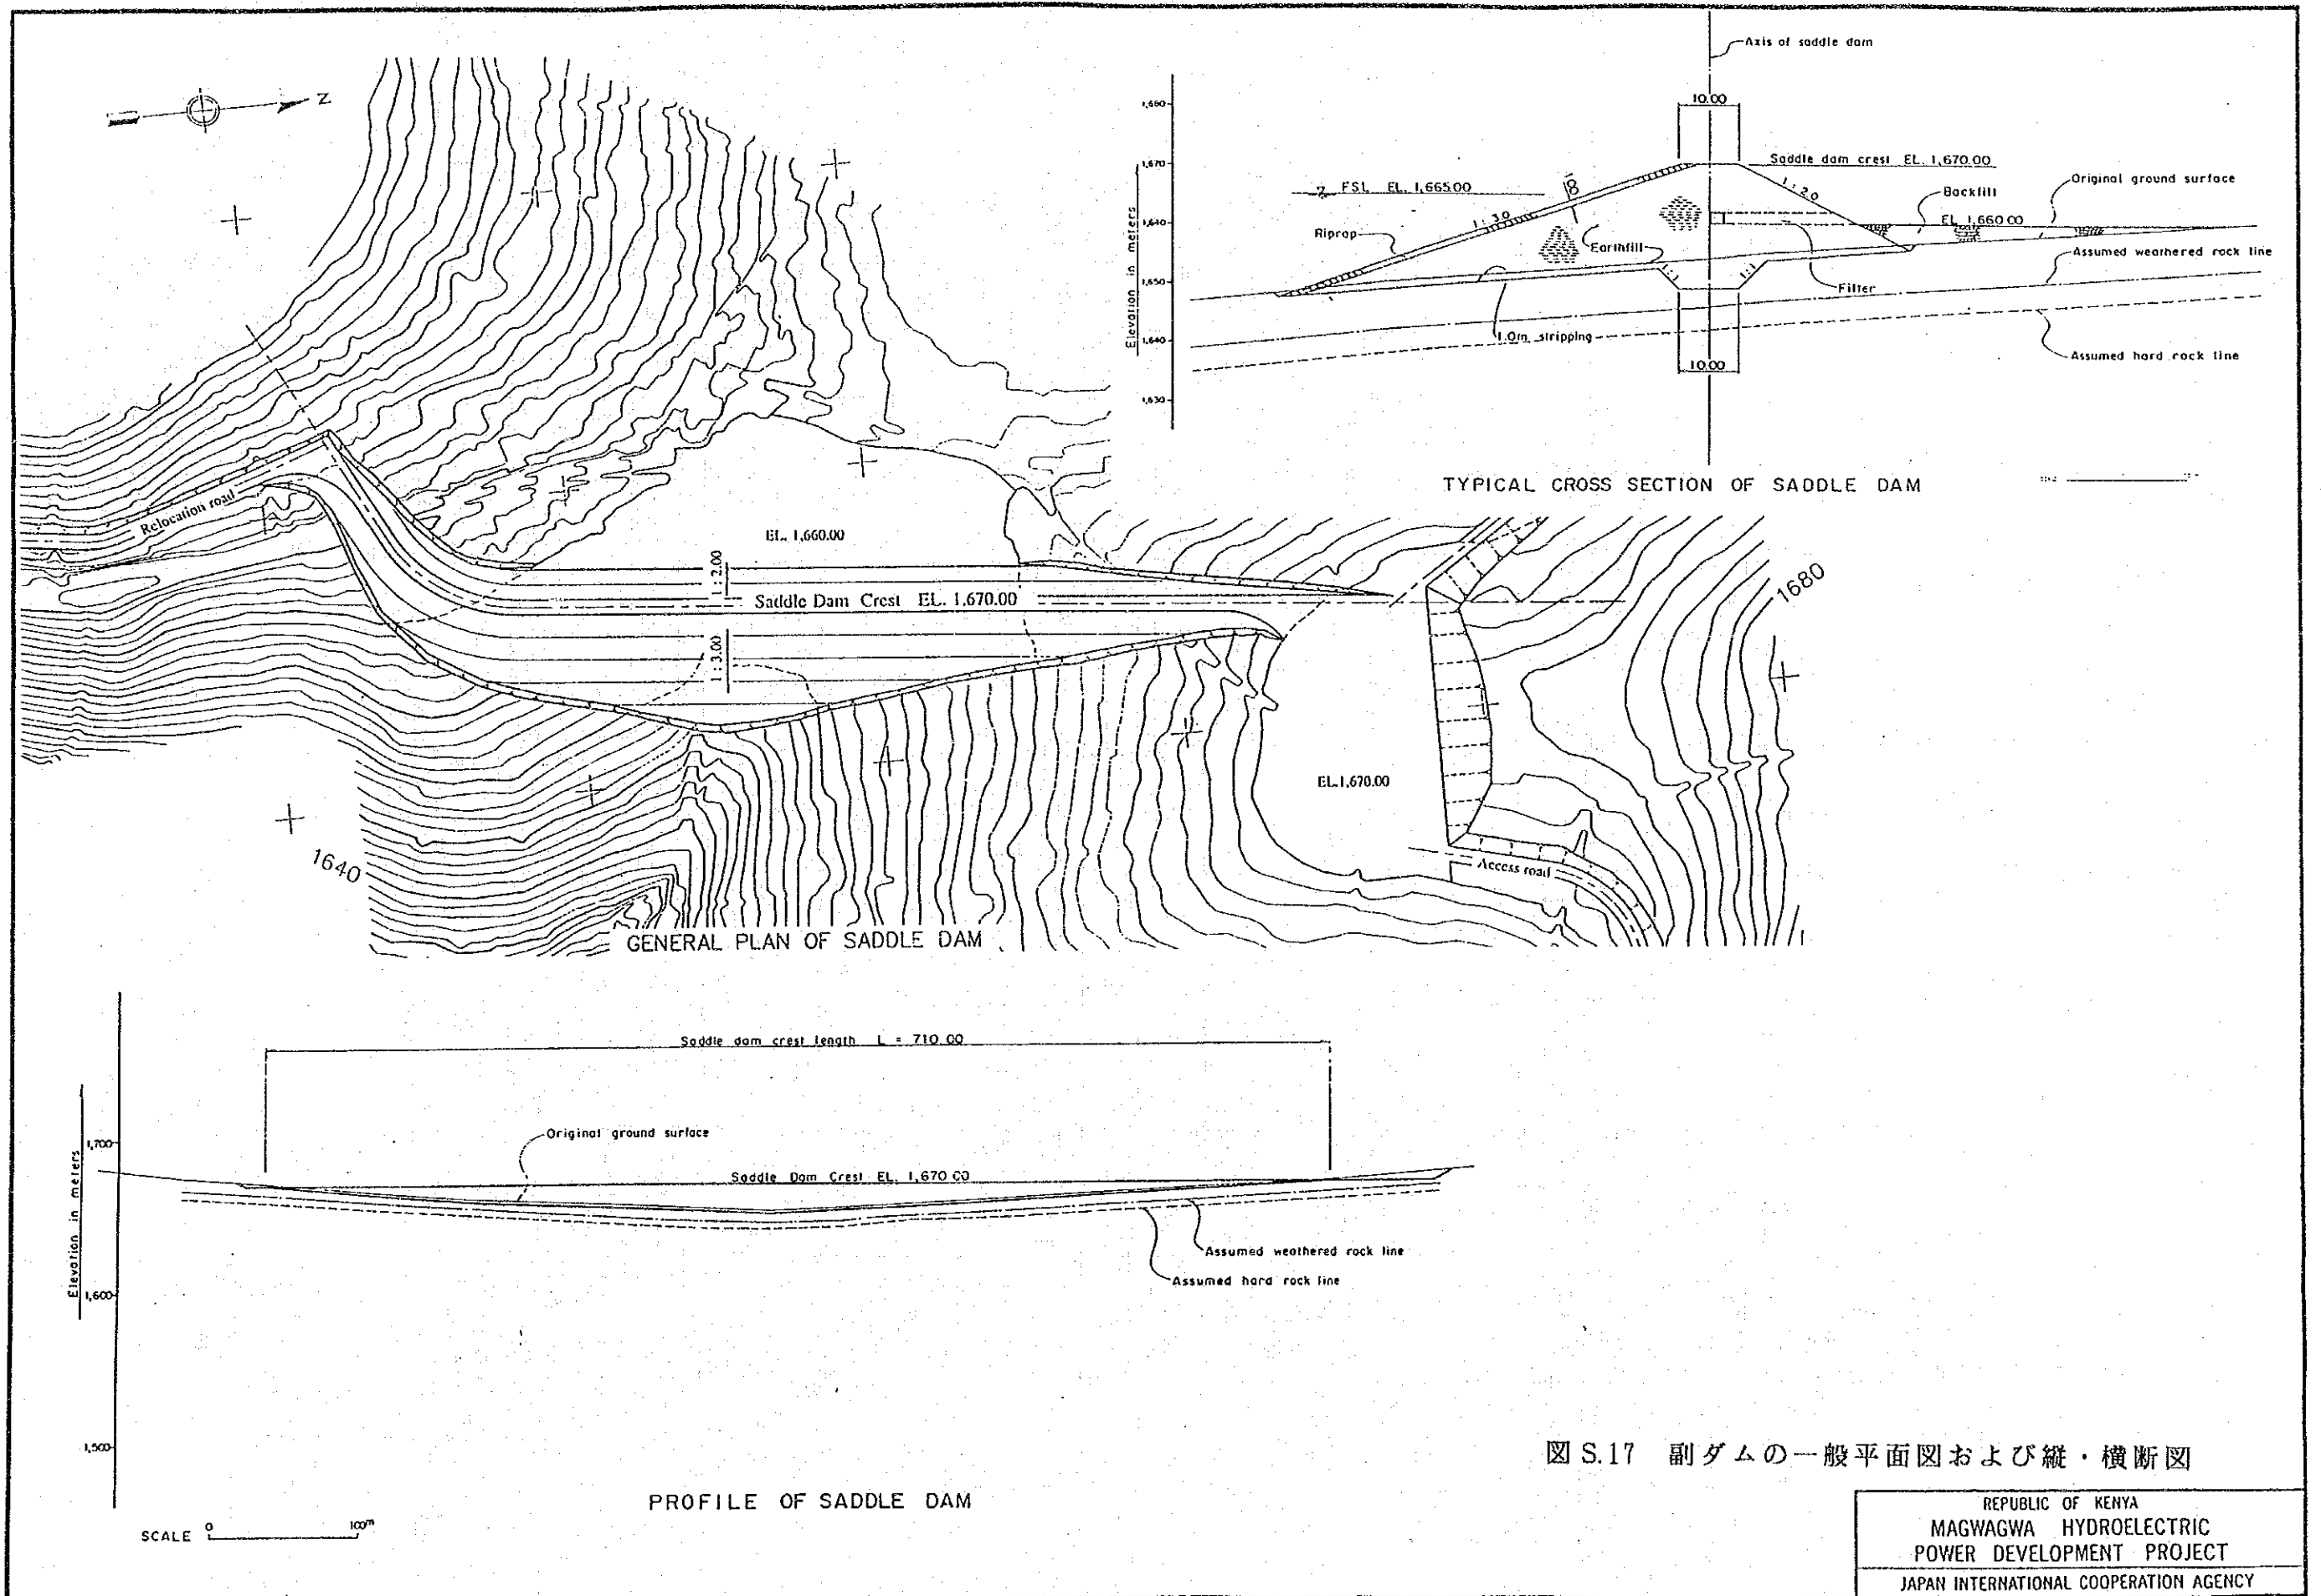 Z
Axis of saddle dam
10.00
1,680
1,670
1,640
1,650
1,640
1,630
Elevation in meters
Saddle dam crest EL. 1,670.00
FSL EL. 1,665.00
1:3.0
1:2.0
Backfill
Original ground surface
EL. 1,660.00
Riprap
Earthfill
1:1
1:1
Assumed weathered rock line
Filter
1.0m stripping
10.00
Assumed hard rock line
TYPICAL CROSS SECTION OF SADDLE DAM
Relocation road
EL. 1,660.00
1:2.00
Saddle Dam Crest EL. 1,670.00
1:3.00
1680
EL.1,670.00
1640
Access road
GENERAL PLAN OF SADDLE DAM
Saddle dam crest length L = 710.00
Original ground surface
Elevation in meters
1,700
1,600
1,500
Saddle Dam Crest EL. 1,670.00
Assumed weathered rock line
Assumed hard rock line
PROFILE OF SADDLE DAM
SCALE 0 100m
図 S.17 副ダムの一般平面図および縦・横断図
REPUBLIC OF KENYA
MAGWAGWA HYDROELECTRIC
POWER DEVELOPMENT PROJECT
JAPAN INTERNATIONAL COOPERATION AGENCY